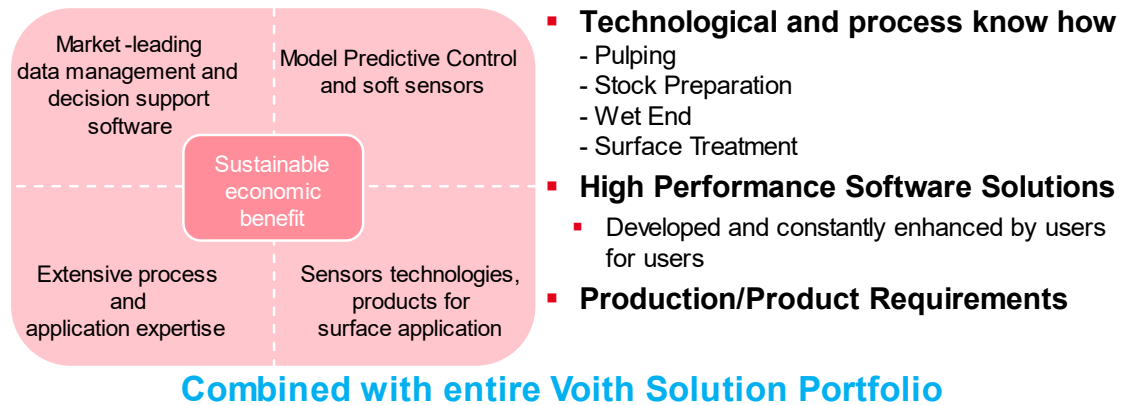 Market-leading
data management and
decision support
software
Model Predictive Control
and soft sensors
Sustainable
economic
benefit
Extensive process
and
application expertise
Sensors technologies,
products for
surface application
▪ Technological and process know how
- Pulping
- Stock Preparation
- Wet End
- Surface Treatment
▪ High Performance Software Solutions
▪ Developed and constantly enhanced by users
for users
▪ Production/Product Requirements
Combined with entire Voith Solution Portfolio